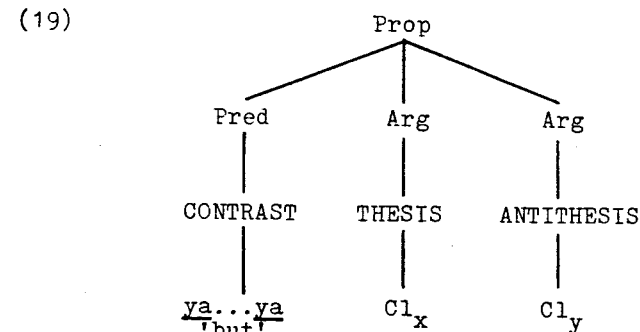 (19)
Prop
Pred Arg Arg
CONTRAST THESIS ANTITHESIS
ya...ya Clx Cly
'but'